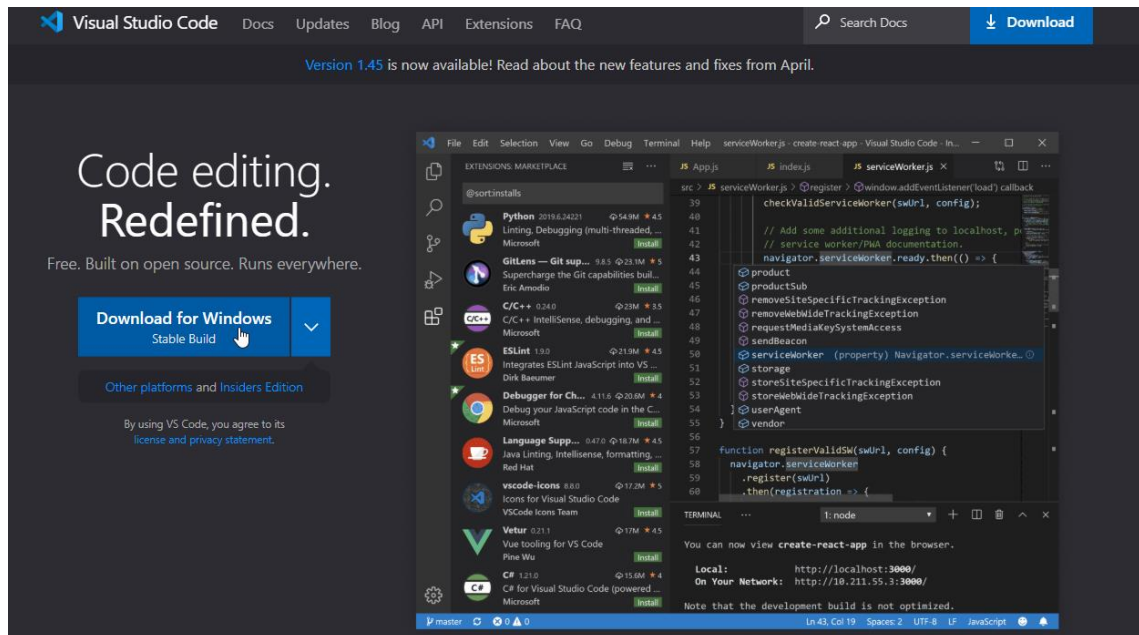 Visual Studio Code Docs Updates Blog API Extensions FAQ Search Docs Download
Version 1.45 is now available! Read about the new features and fixes from April.
Code editing.
Redefined.
Free. Built on open source. Runs everywhere.
Download for Windows
Stable Build
Other platforms and Insiders Edition
By using VS Code, you agree to its
license and privacy statement.
File Edit Selection View Go Debug Terminal Help serviceWorker.js - create-react-app - Visual Studio Code - In...
EXTENSIONS: MARKETPLACE
@sort:installs
Python 2019.6.24221 54.9M ★ 4.5
Linting, Debugging (multi-threaded, ...
Microsoft Install
GitLens — Git sup... 9.8.5 23.1M ★ 5
Supercharge the Git capabilities buil...
Eric Amodio Install
C/C++ 0.24.0 23M ★ 3.5
C/C++ IntelliSense, debugging, and ...
Microsoft Install
ESLint 1.9.0 21.9M ★ 4.5
Integrates ESLint JavaScript into VS ...
Dirk Baeumer Install
Debugger for Ch... 4.11.6 20.6M ★ 4
Debug your JavaScript code in the C...
Microsoft Install
Language Supp... 0.47.0 18.7M ★ 4.5
Java Linting, Intellisense, formatting, ...
Red Hat Install
vscode-icons 8.8.0 17.2M ★ 5
Icons for Visual Studio Code
VSCode Icons Team Install
Vetur 0.21.1 17M ★ 4.5
Vue tooling for VS Code
Pine Wu Install
C# 1.21.0 15.6M ★ 4
C# for Visual Studio Code (powered ...
Microsoft Install
C/C++
ES
Lint
C#
JS App.js JS index.js JS serviceWorker.js ×
src > JS serviceWorker.js > register > window.addEventListener('load') callback
39 checkValidServiceWorker(swUrl, config);
40
41 // Add some additional logging to localhost, p
42 // service worker/PWA documentation.
43 navigator.serviceWorker.ready.then(() => {
44 product
45 productSub
46 removeSiteSpecificTrackingException
47 removeWebWideTrackingException
48 requestMediaKeySystemAccess
49 sendBeacon
50 serviceWorker (property) Navigator.serviceWorke...
51 storage
52 storeSiteSpecificTrackingException
53 storeWebWideTrackingException
54 } userAgent
55 } vendor
56
57 function registerValidSW(swUrl, config) {
58 navigator.serviceWorker
59 .register(swUrl)
60 .then(registration => {
TERMINAL ... 1: node
You can now view create-react-app in the browser.
Local: http://localhost:3000/
On Your Network: http://10.211.55.3:3000/
Note that the development build is not optimized.
master 0 0 Ln 43, Col 19 Spaces: 2 UTF-8 LF JavaScript